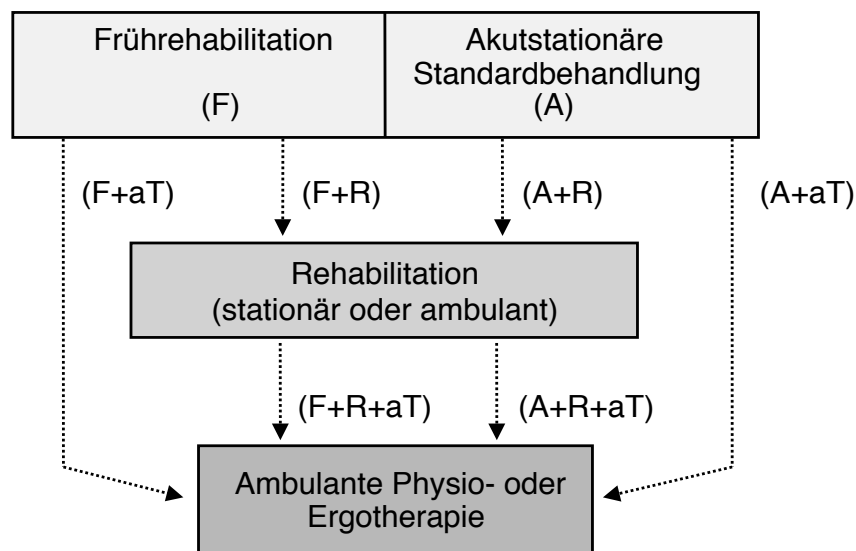 Frührehabilitation
(F)
Akutstationäre
Standardbehandlung
(A)
(F+aT)
(F+R)
(A+R)
(A+aT)
Rehabilitation
(stationär oder ambulant)
(F+R+aT)
(A+R+aT)
Ambulante Physio- oder
Ergotherapie